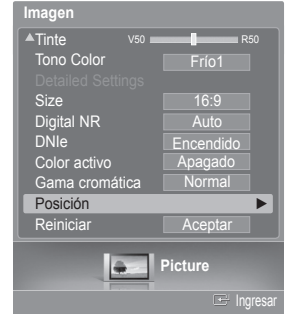 Imagen
▲Tinte V50 R50
Tono Color Frío1
Detailed Settings
Size 16:9
Digital NR Auto
DNIe Encendido
Color activo Apagado
Gama cromática Normal
Posición ▶
Reiniciar Aceptar
Picture
Ingresar